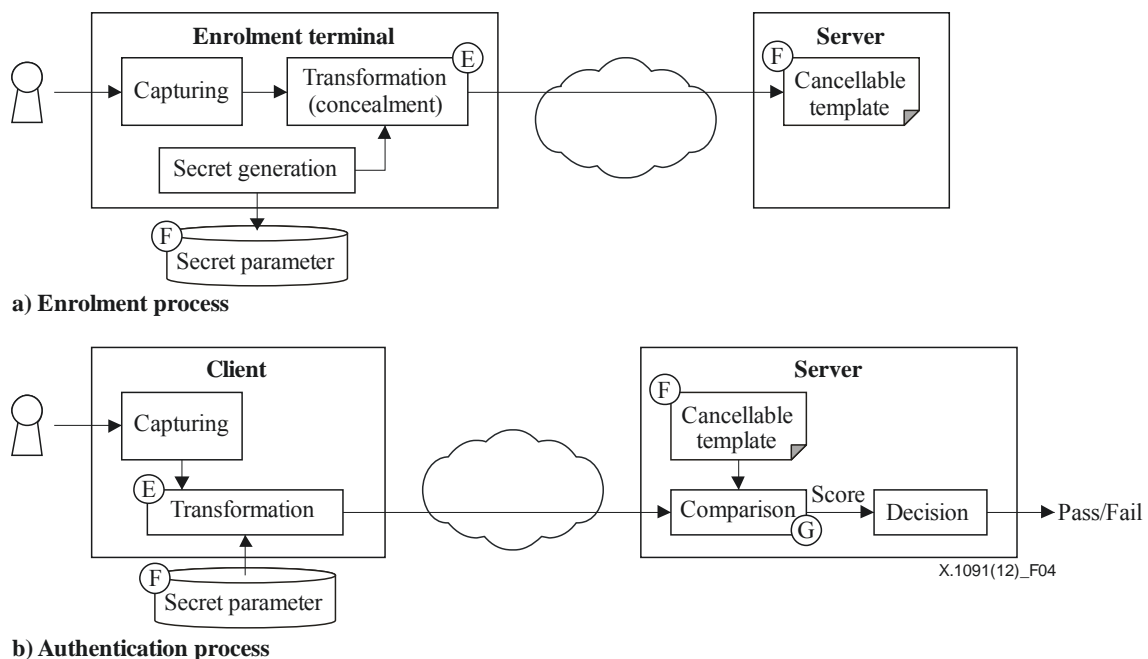 Enrolment terminal
Server
E
F
Capturing
Transformation
(concealment)
Cancellable
template
Secret generation
F
Secret parameter
a) Enrolment process
Client
Server
Capturing
F
Cancellable
template
E
Transformation
Comparison
G
Score
Decision
Pass/Fail
F
Secret parameter
X.1091(12)_F04
b) Authentication process